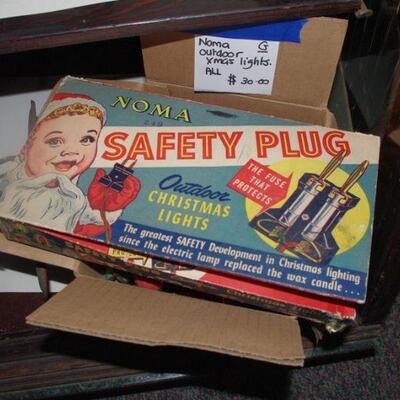 Noma G
outdoor
xmas lights.
ALL
$ 30-00
NOMA
SAFETY PLUG
Outdoor
CHRISTMAS
LIGHTS
THE FUSE
THAT
PROTECTS
The greatest SAFETY Development in Christmas lighting
since the electric lamp replaced the wax candle...
Christmas